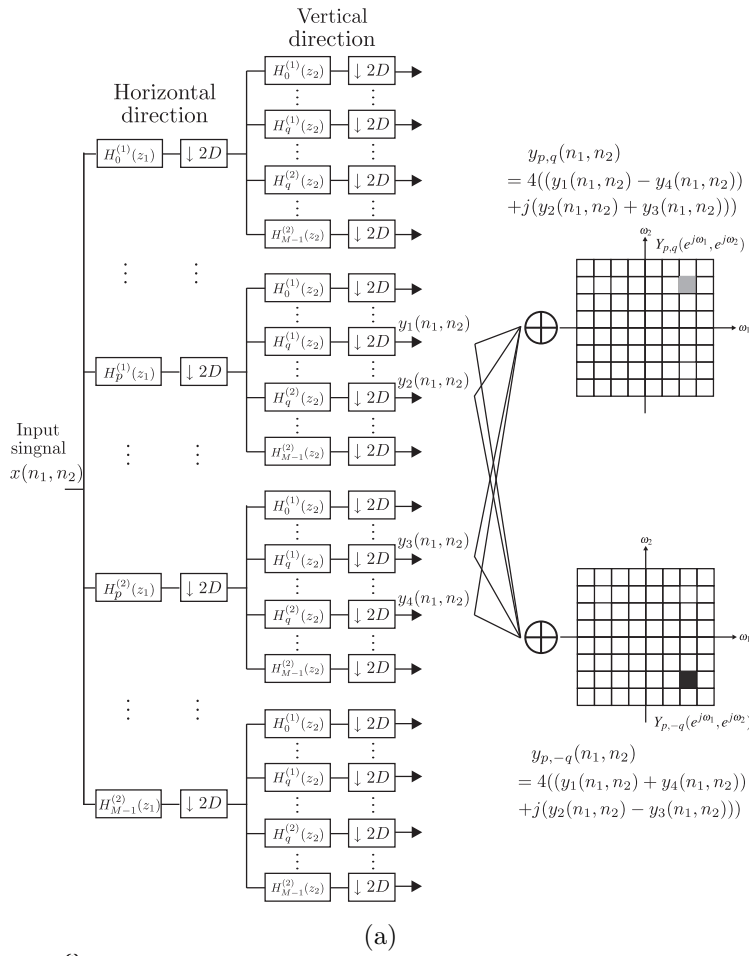 Vertical
direction
Horizontal
direction
H_0^{(1)}(z_1) ↓ 2D
H_0^{(1)}(z_2) ↓ 2D
H_q^{(1)}(z_2) ↓ 2D
H_q^{(2)}(z_2) ↓ 2D
H_{M-1}^{(2)}(z_2) ↓ 2D
H_p^{(1)}(z_1) ↓ 2D
H_0^{(1)}(z_2) ↓ 2D
H_q^{(1)}(z_2) ↓ 2D y_1(n_1, n_2)
H_q^{(2)}(z_2) ↓ 2D y_2(n_1, n_2)
H_{M-1}^{(2)}(z_2) ↓ 2D
Input
singnal
x(n_1, n_2)
H_p^{(2)}(z_1) ↓ 2D
H_0^{(1)}(z_2) ↓ 2D
H_q^{(1)}(z_2) ↓ 2D y_3(n_1, n_2)
H_q^{(2)}(z_2) ↓ 2D y_4(n_1, n_2)
H_{M-1}^{(2)}(z_2) ↓ 2D
H_{M-1}^{(2)}(z_1) ↓ 2D
H_0^{(1)}(z_2) ↓ 2D
H_q^{(1)}(z_2) ↓ 2D
H_q^{(2)}(z_2) ↓ 2D
H_{M-1}^{(2)}(z_2) ↓ 2D
y_{p,q}(n_1, n_2)
= 4((y_1(n_1, n_2) − y_4(n_1, n_2))
+j(y_2(n_1, n_2) + y_3(n_1, n_2)))
ω_2 Y_{p,q}(e^{jω_1}, e^{jω_2})
ω_1
ω_2
ω_1
Y_{p,−q}(e^{jω_1}, e^{jω_2})
y_{p,−q}(n_1, n_2)
= 4((y_1(n_1, n_2) + y_4(n_1, n_2))
+j(y_2(n_1, n_2) − y_3(n_1, n_2)))
(a)